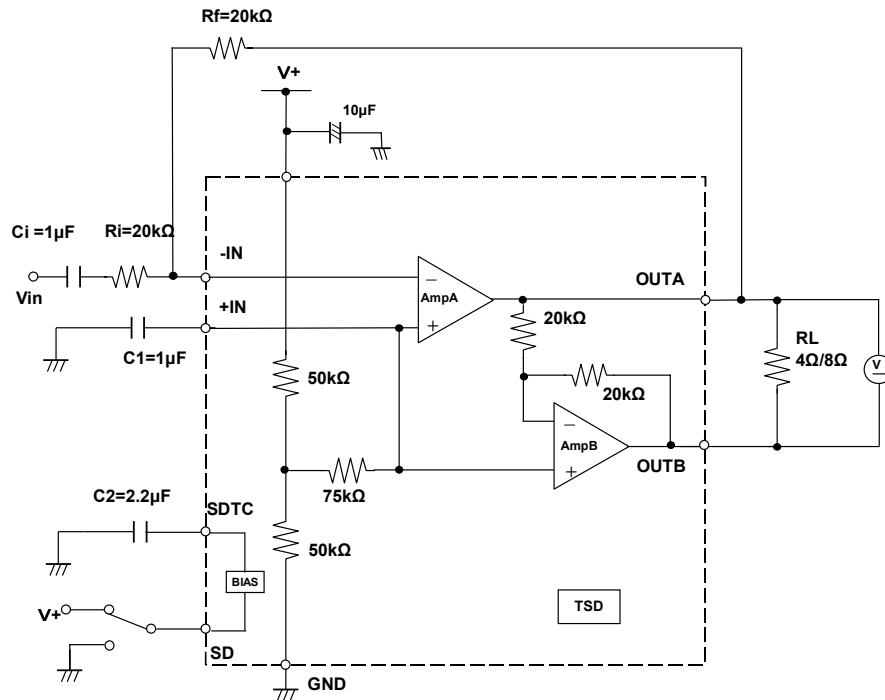 Rf=20kΩ
V+
10µF
Ci =1µF
Ri=20kΩ
-IN
Vin
+IN
C1=1µF
−
AmpA
+
OUTA
20kΩ
RL
4Ω/8Ω
V
50kΩ
20kΩ
−
AmpB
+
OUTB
75kΩ
C2=2.2µF
SDTC
50kΩ
BIAS
TSD
V+
SD
GND